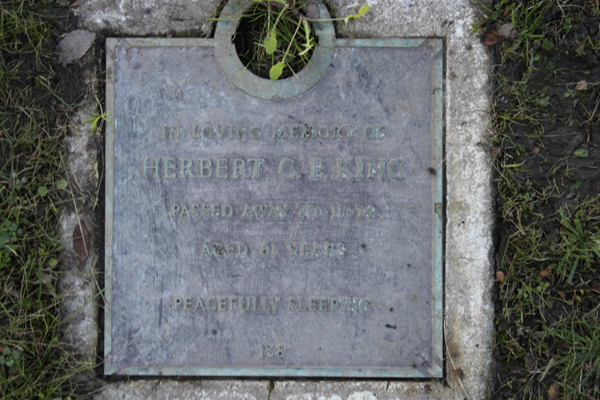 IN LOVING MEMORY OF
HERBERT C. E. KING
PASSED AWAY
AGED 61 YEARS
PEACEFULLY SLEEPING